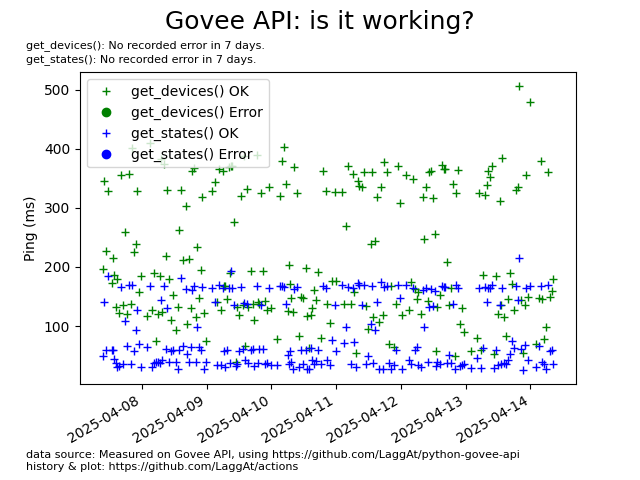 Govee API: is it working?
get_devices(): No recorded error in 7 days.
get_states(): No recorded error in 7 days.
get_devices() OK
get_devices() Error
get_states() OK
get_states() Error
Ping (ms)
500
400
300
200
100
2025-04-08
2025-04-09
2025-04-10
2025-04-11
2025-04-12
2025-04-13
2025-04-14
data source: Measured on Govee API, using https://github.com/LaggAt/python-govee-api
history & plot: https://github.com/LaggAt/actions